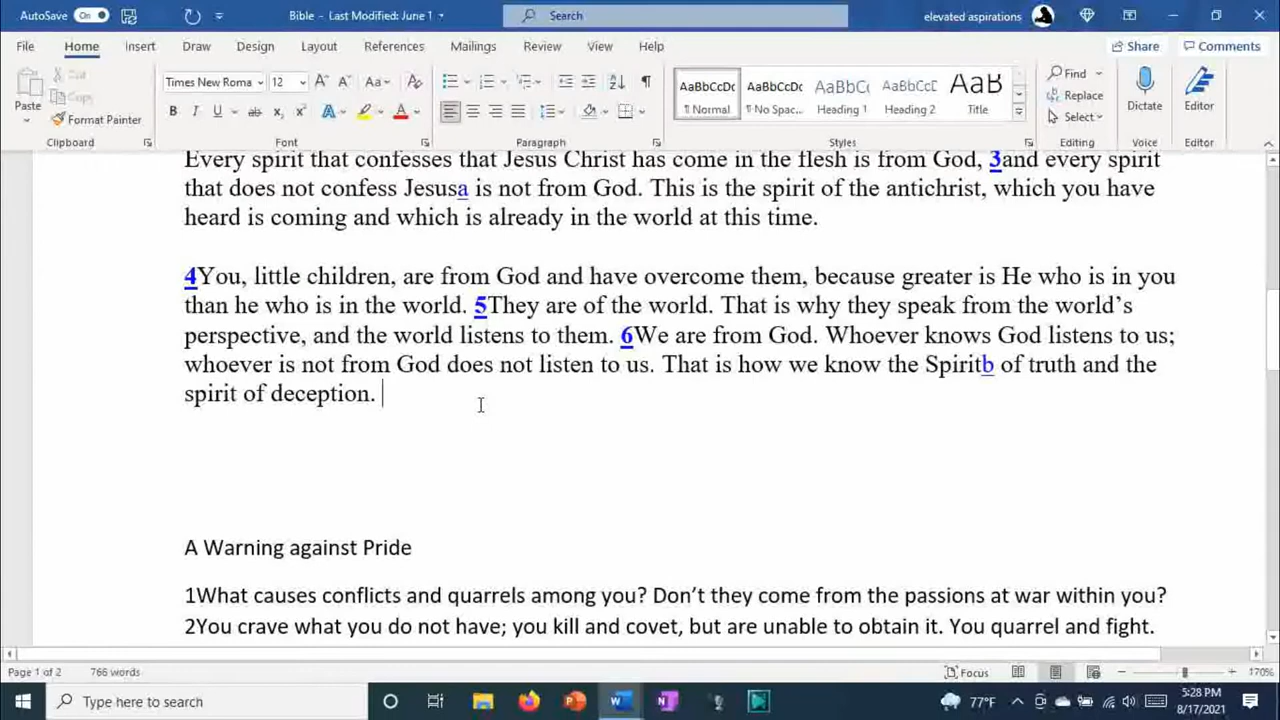 AutoSave On Bible - Last Modified: June 1 Search elevated aspirations
File Home Insert Draw Design Layout References Mailings Review View Help Share Comments
Paste Cut Copy Format Painter Clipboard
Times New Roma 12 Font
Paragraph
AaBbCcDc AaBbCcDc AaBbCcDc AaBbCcD AaB
¶ Normal ¶ No Spac... Heading 1 Heading 2 Title
Styles
Find Replace Select Editing
Dictate Voice
Editor Editor
Every spirit that confesses that Jesus Christ has come in the flesh is from God, 3and every spirit
that does not confess Jesusa is not from God. This is the spirit of the antichrist, which you have
heard is coming and which is already in the world at this time.
4You, little children, are from God and have overcome them, because greater is He who is in you
than he who is in the world. 5They are of the world. That is why they speak from the world’s
perspective, and the world listens to them. 6We are from God. Whoever knows God listens to us;
whoever is not from God does not listen to us. That is how we know the Spiritb of truth and the
spirit of deception.
A Warning against Pride
1What causes conflicts and quarrels among you? Don’t they come from the passions at war within you?
2You crave what you do not have; you kill and covet, but are unable to obtain it. You quarrel and fight.
Page 1 of 2 766 words Focus 170%
Type here to search 77°F 5:28 PM
8/17/2021